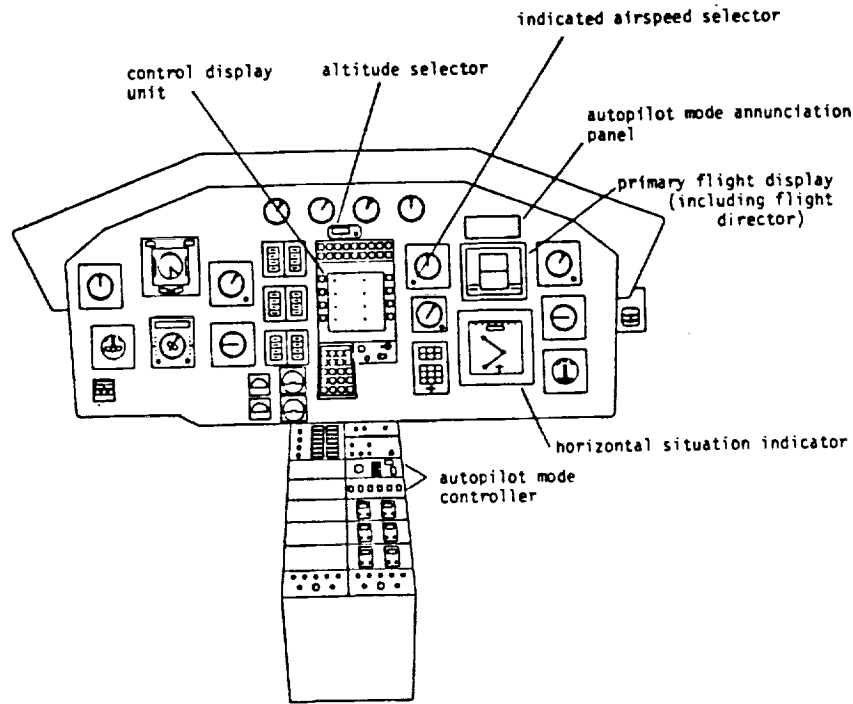 indicated airspeed selector
control display
unit
altitude selector
autopilot mode annunciation
panel
primary flight display
(including flight
director)
horizontal situation indicator
autopilot mode
controller